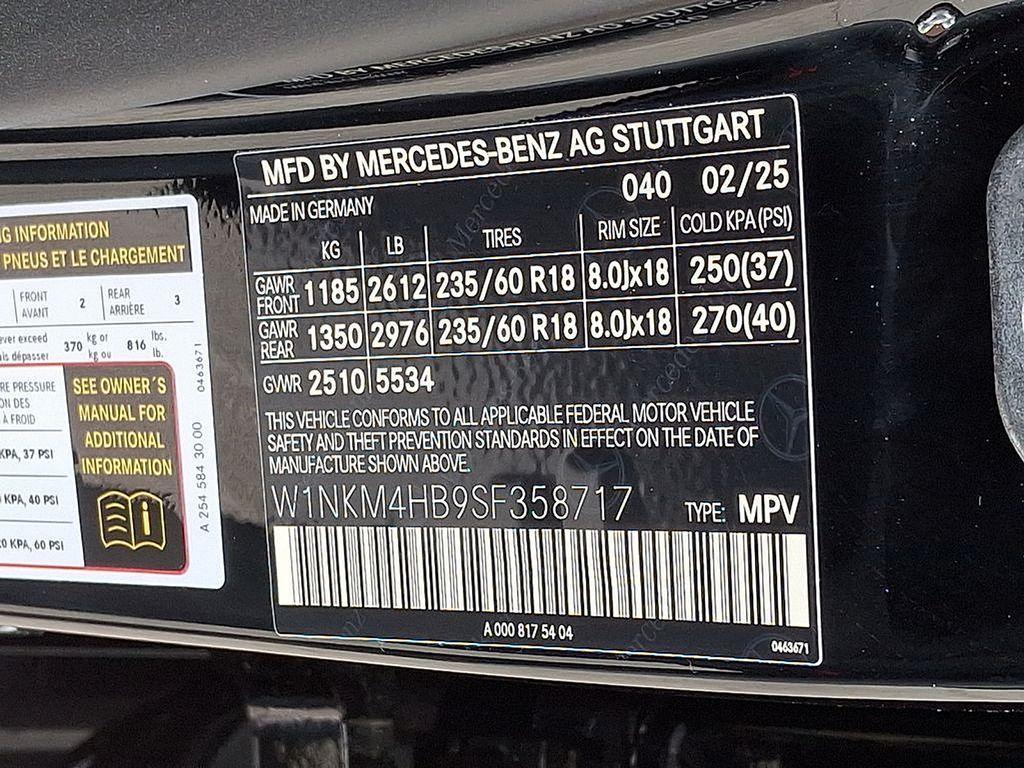 MFD BY MERCEDES-BENZ AG STUTTGART
040 02/25
MADE IN GERMANY
KG LB TIRES RIM SIZE COLD KPA (PSI)
GAWR FRONT 1185 2612 235/60 R18 8.0Jx18 250(37)
GAWR REAR 1350 2976 235/60 R18 8.0Jx18 270(40)
GVWR 2510 5534
THIS VEHICLE CONFORMS TO ALL APPLICABLE FEDERAL MOTOR VEHICLE
SAFETY AND THEFT PREVENTION STANDARDS IN EFFECT ON THE DATE OF
MANUFACTURE SHOWN ABOVE.
W1NKM4HB9SF358717 TYPE: MPV
A 000 817 54 04
0463671
INFORMATION
PNEUS ET LE CHARGEMENT
FRONT 2 REAR 3
AVANT ARRIÈRE
exceed 370 kg or 816 lbs.
dépasser kg ou lb.
PRESSURE
DES
À FROID
KPA, 37 PSI
KPA, 40 PSI
KPA, 60 PSI
SEE OWNER´S
MANUAL FOR
ADDITIONAL
INFORMATION
i
0463671
A 254 584 30 00